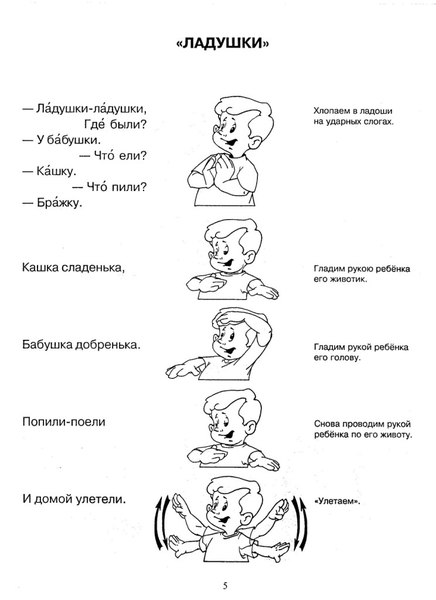 «ЛАДУШКИ»
— Ла́душки-ла́душки,
Где́ были?
— У ба́бушки.
— Что́ ели?
— Ка́шку.
— Что́ пили?
— Бра́жку.
Хлопаем в ладоши
на ударных слогах.
Кашка сладенька,
Гладим рукою ребёнка
его животик.
Бабушка добренька.
Гладим рукой ребёнка
его голову.
Попили-поели
Снова проводим рукой
ребёнка по его животу.
И домой улетели.
«Улетаем».
5